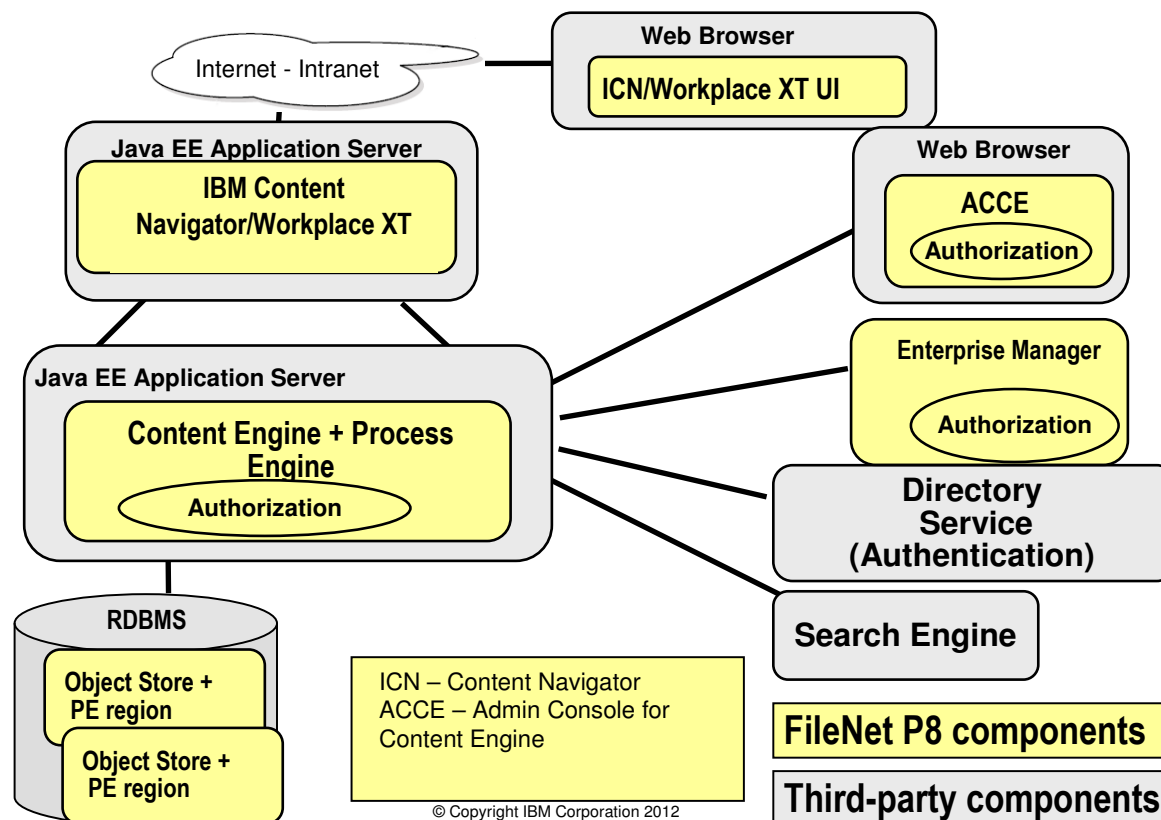 Internet - Intranet
Web Browser
ICN/Workplace XT UI
Java EE Application Server
IBM Content
Navigator/Workplace XT
Web Browser
ACCE
Authorization
Enterprise Manager
Authorization
Java EE Application Server
Content Engine + Process
Engine
Authorization
Directory
Service
(Authentication)
Search Engine
RDBMS
Object Store +
PE region
Object Store +
PE region
ICN – Content Navigator
ACCE – Admin Console for
Content Engine
FileNet P8 components
Third-party components
© Copyright IBM Corporation 2012